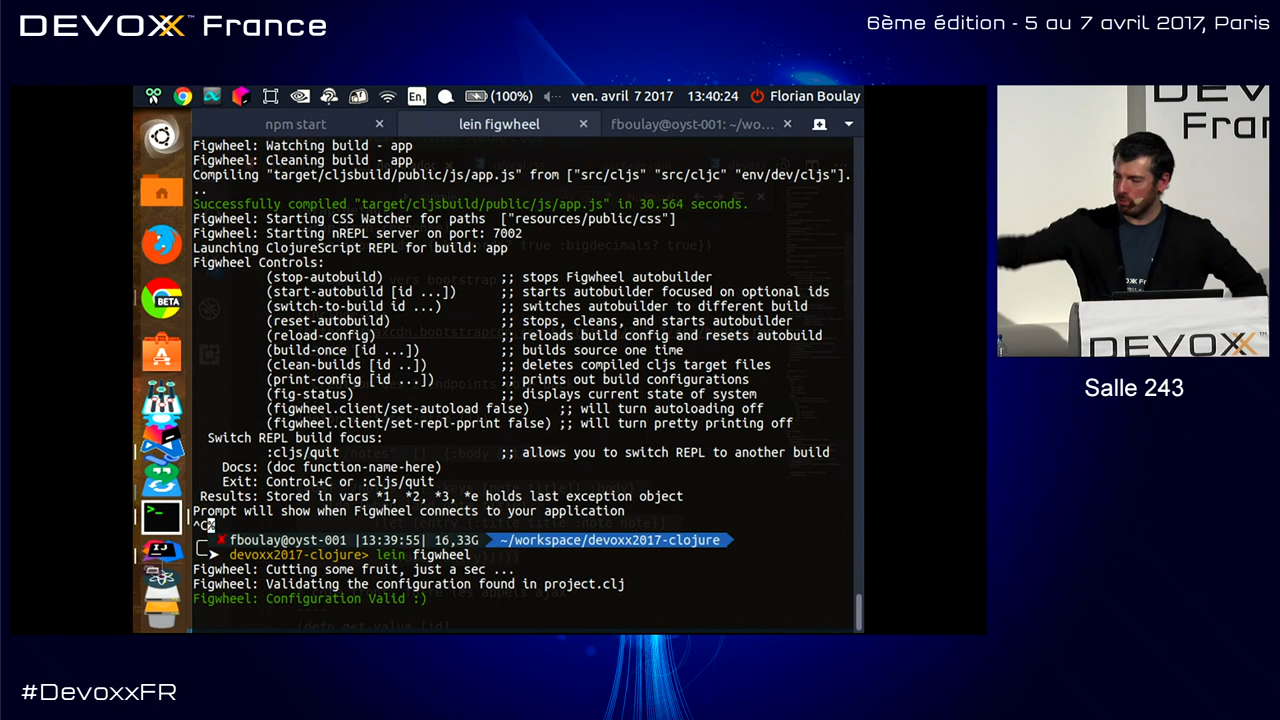 DEVOXX™ France
6ème édition - 5 au 7 avril 2017, Paris
En1
(100%)
ven. avril 7 2017
13:40:24
Florian Boulay
npm start
lein figwheel
fboulay@oyst-001: ~/wo...
Figwheel: Watching build - app
Figwheel: Cleaning build - app
Compiling "target/cljsbuild/public/js/app.js" from ["src/cljs" "src/cljc" "env/dev/cljs"].
..
Successfully compiled "target/cljsbuild/public/js/app.js" in 30.564 seconds.
Figwheel: Starting CSS Watcher for paths  ["resources/public/css"]
Figwheel: Starting nREPL Server on port: 7002
Launching ClojureScript REPL for build: app
Figwheel Controls:
(stop-autobuild)                ;; stops Figwheel autobuilder
(start-autobuild [id ...])      ;; starts autobuilder focused on optional ids
(switch-to-build id ...)        ;; switches autobuilder to different build
(reset-autobuild)               ;; stops, cleans, and starts autobuilder
(reload-config)                 ;; reloads build config and resets autobuild
(build-once [id ...])           ;; builds source one time
(clean-builds [id ..])          ;; deletes compiled cljs target files
(print-config [id ...])         ;; prints out build configurations
(fig-status)                    ;; displays current state of system
(figwheel.client/set-autoload false)    ;; will turn autoloading off
(figwheel.client/set-repl-pprint false) ;; will turn pretty printing off
Switch REPL build focus:
:cljs/quit                      ;; allows you to switch REPL to another build
Docs: (doc function-name-here)
Exit: Control+C or :cljs/quit
Results: Stored in vars *1, *2, *3, *e holds last exception object
Prompt will show when Figwheel connects to your application
^C%
✘ fboulay@oyst-001 |13:39:55| 16,33G ~/workspace/devoxx2017-clojure
devoxx2017-clojure> lein figwheel
Figwheel: Cutting some fruit, just a sec ...
Figwheel: Validating the configuration found in project.clj
Figwheel: Configuration Valid :)
BETA
DEVOXX™
Salle 243
#DevoxxFR